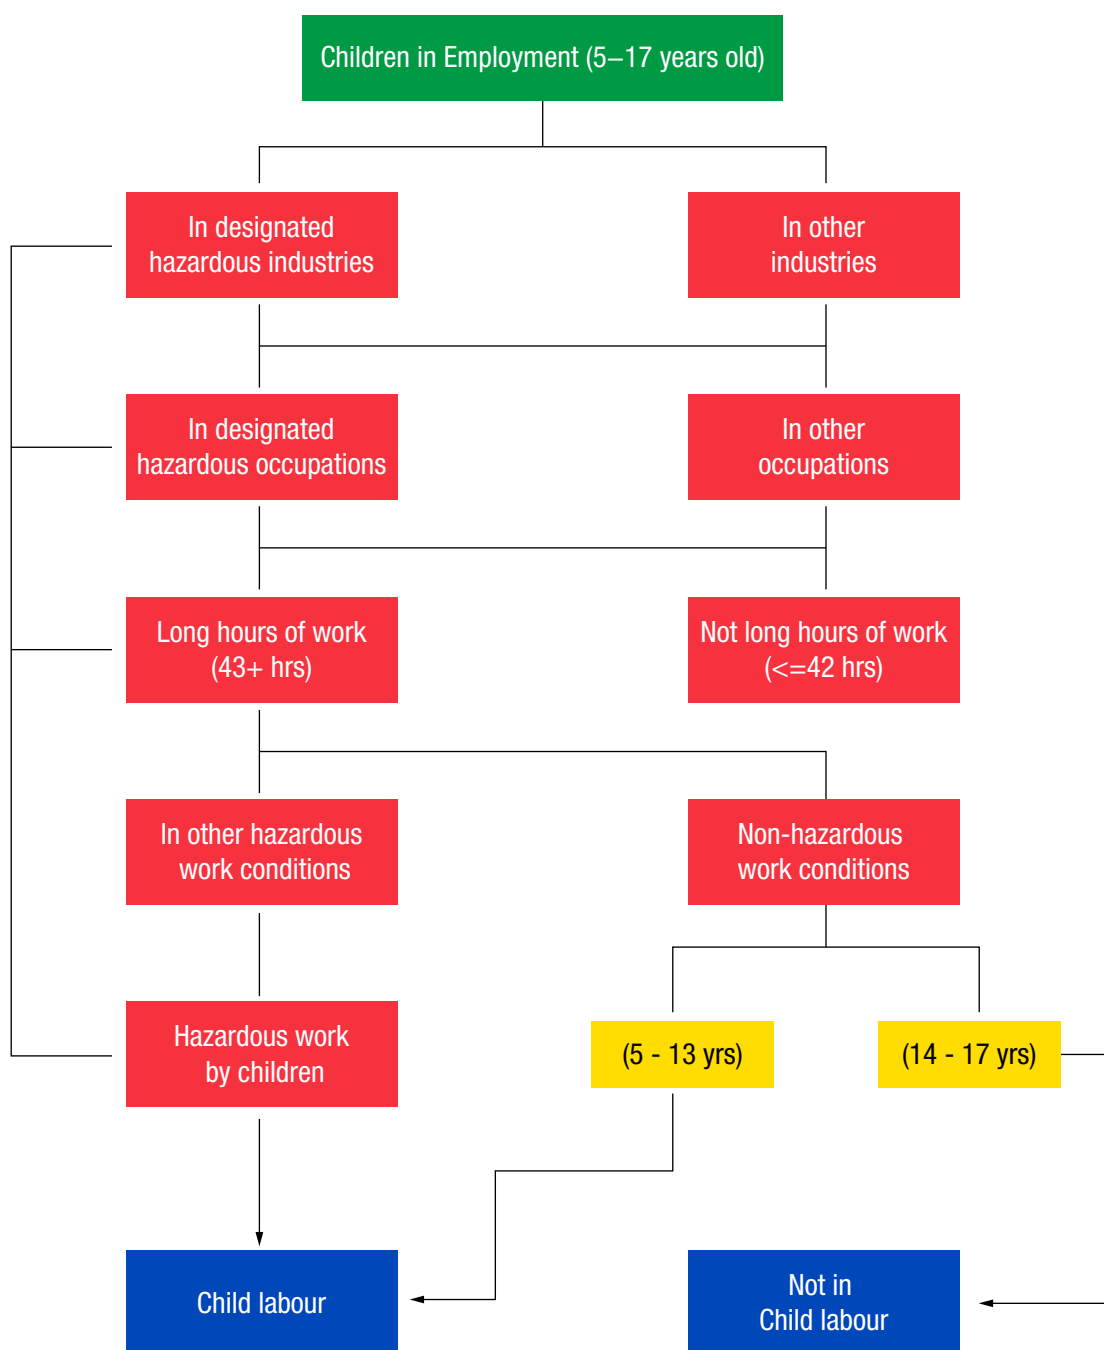 Children in Employment (5–17 years old)
In designated
hazardous industries
In other
industries
In designated
hazardous occupations
In other
occupations
Long hours of work
(43+ hrs)
Not long hours of work
(<=42 hrs)
In other hazardous
work conditions
Non-hazardous
work conditions
Hazardous work
by children
(5 - 13 yrs)
(14 - 17 yrs)
Child labour
Not in
Child labour